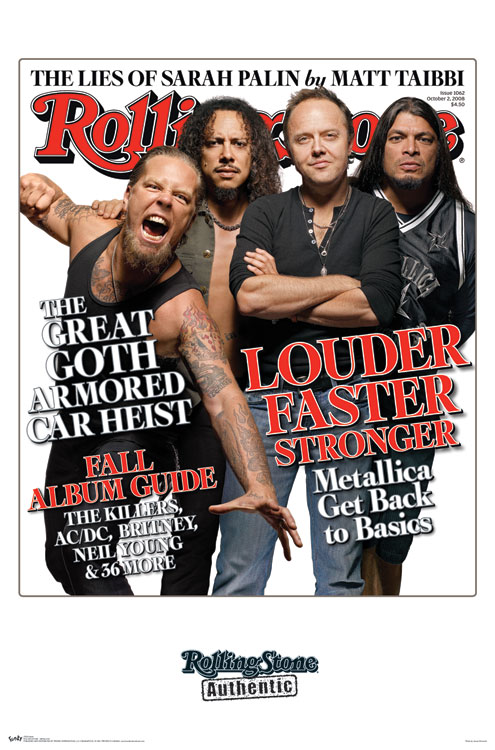 THE LIES OF SARAH PALIN by MATT TAIBBI
Issue 1062
October 2, 2008
$4.50
Rolling Stone
THE
GREAT
GOTH
ARMORED
CAR HEIST
LOUDER
FASTER
STRONGER
Metallica
Get Back
to Basics
FALL
ALBUM GUIDE
THE KILLERS,
AC/DC, BRITNEY,
NEIL YOUNG
& 36 MORE
RollingStone
Authentic